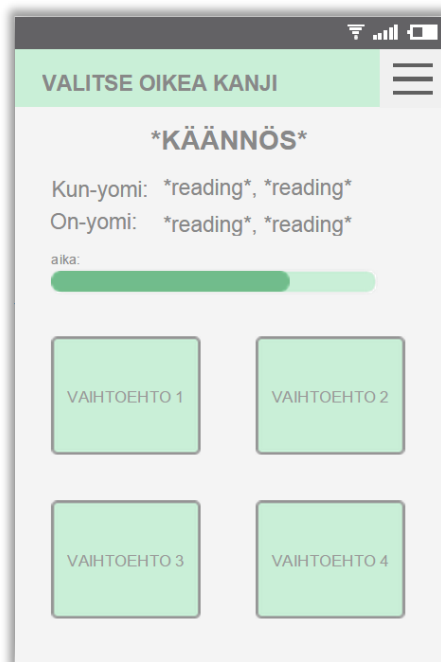 VALITSE OIKEA KANJI
*KÄÄNNÖS*
Kun-yomi: *reading*, *reading*
On-yomi: *reading*, *reading*
aika:
VAIHTOEHTO 1
VAIHTOEHTO 2
VAIHTOEHTO 3
VAIHTOEHTO 4